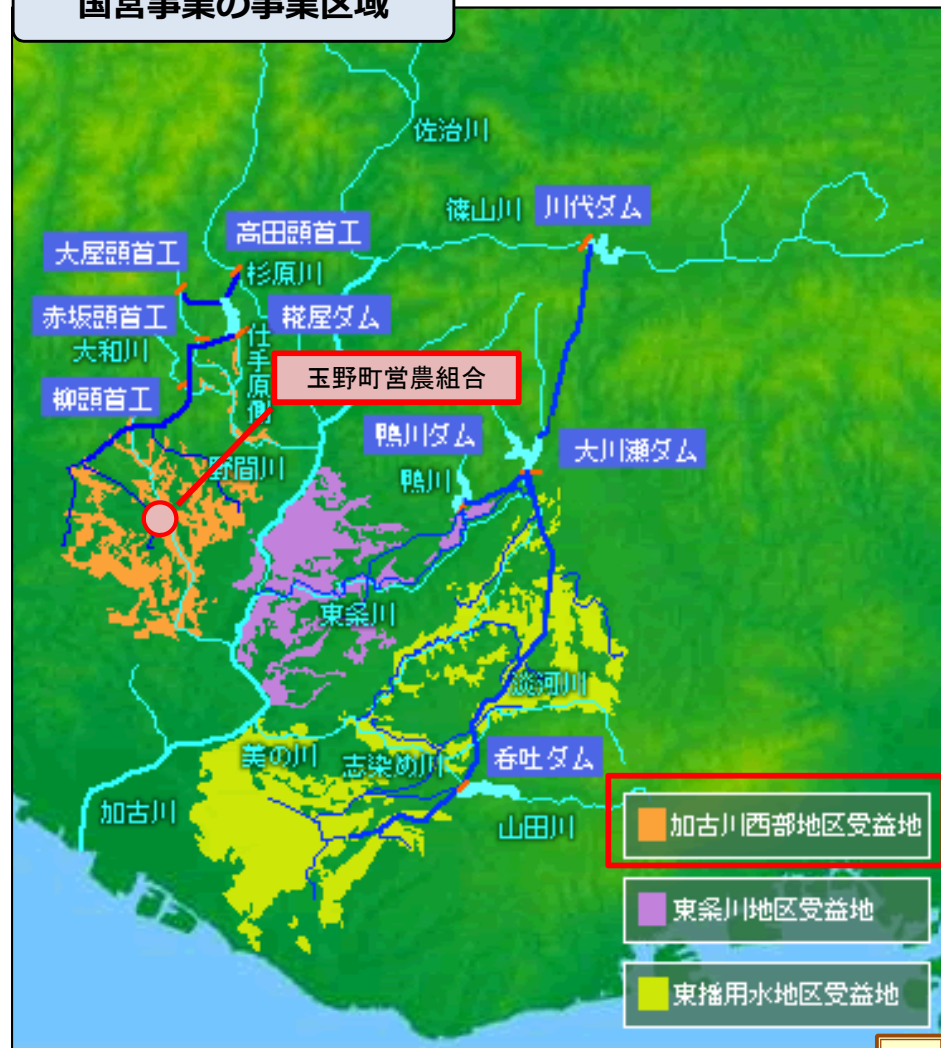 国営事業の事業区域
佐治川
篠山川
川代ダム
高田頭首工
大屋頭首工
杉原川
赤坂頭首工
糀屋ダム
大和川
仕手原側
玉野町営農組合
柳頭首工
鴨川ダム
大川瀬ダム
野間川
鴨川
東条川
淡河川
美の川
志染め川
呑吐ダム
加古川
山田川
加古川西部地区受益地
東条川地区受益地
東播用水地区受益地